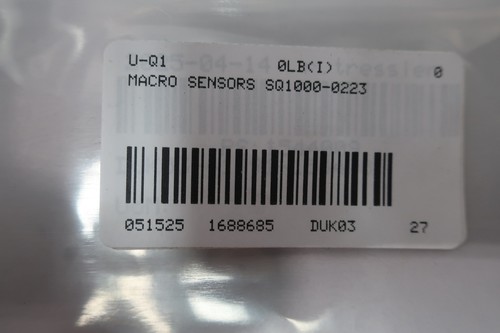 U-Q1 0LB(I) 0
MACRO SENSORS SQ1000-0223
051525 1688685 DUK03 27